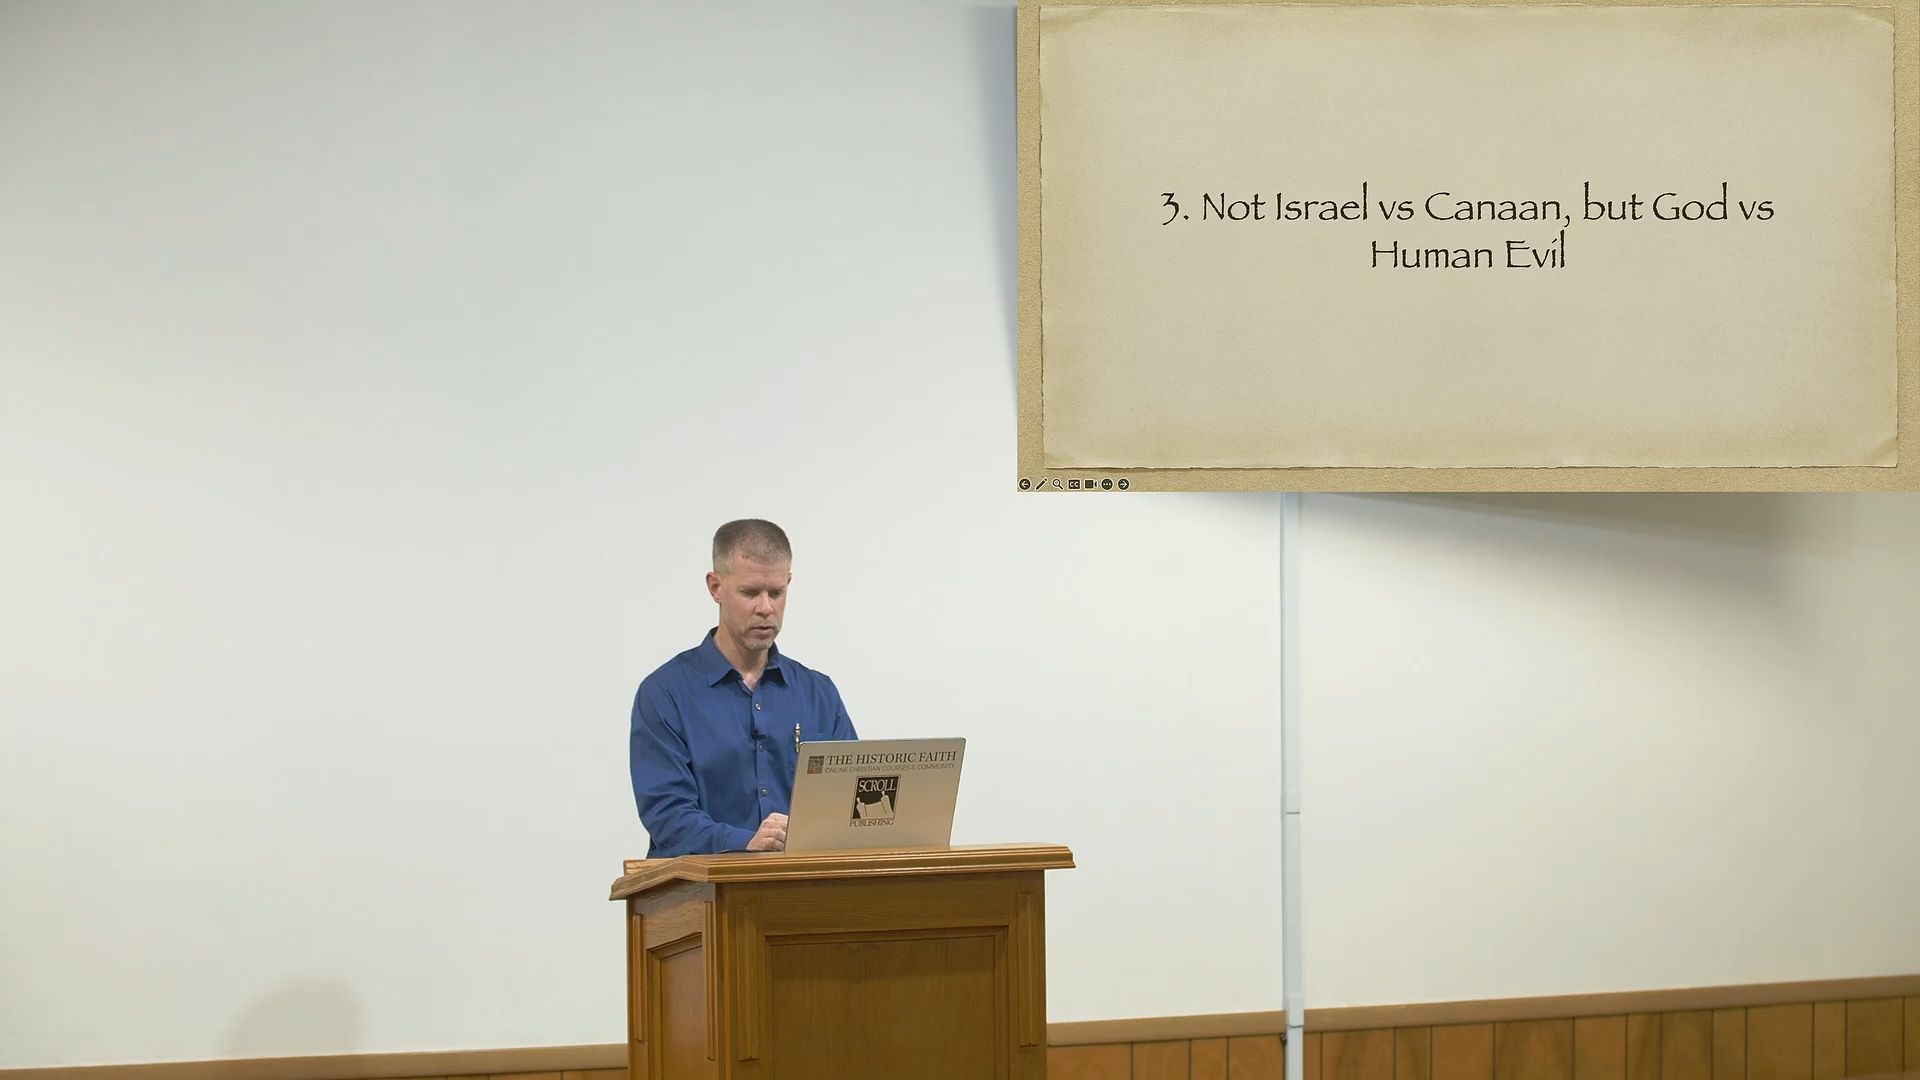 3. Not Israel vs Canaan, but God vs
Human Evil
THE HISTORIC FAITH
ONLINE CHRISTIAN COURSES & COMMUNITY
SCROLL
PUBLISHING